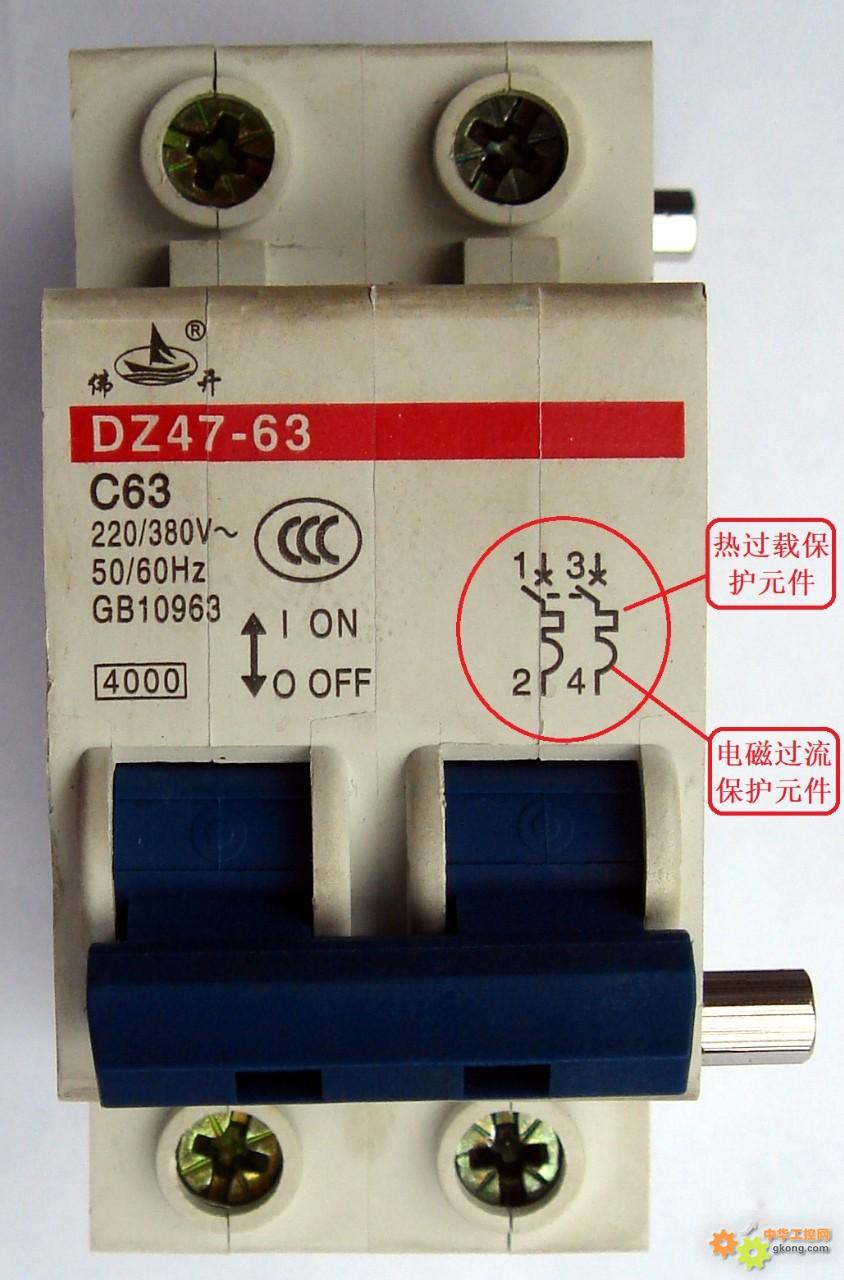 ®
佛 开
DZ47-63
C63
220/380V~
50/60Hz
GB10963
4000
CCC
I ON
O OFF
1 3
2 4
热过载保
护元件
电磁过流
保护元件
中华工控网
gkong.com